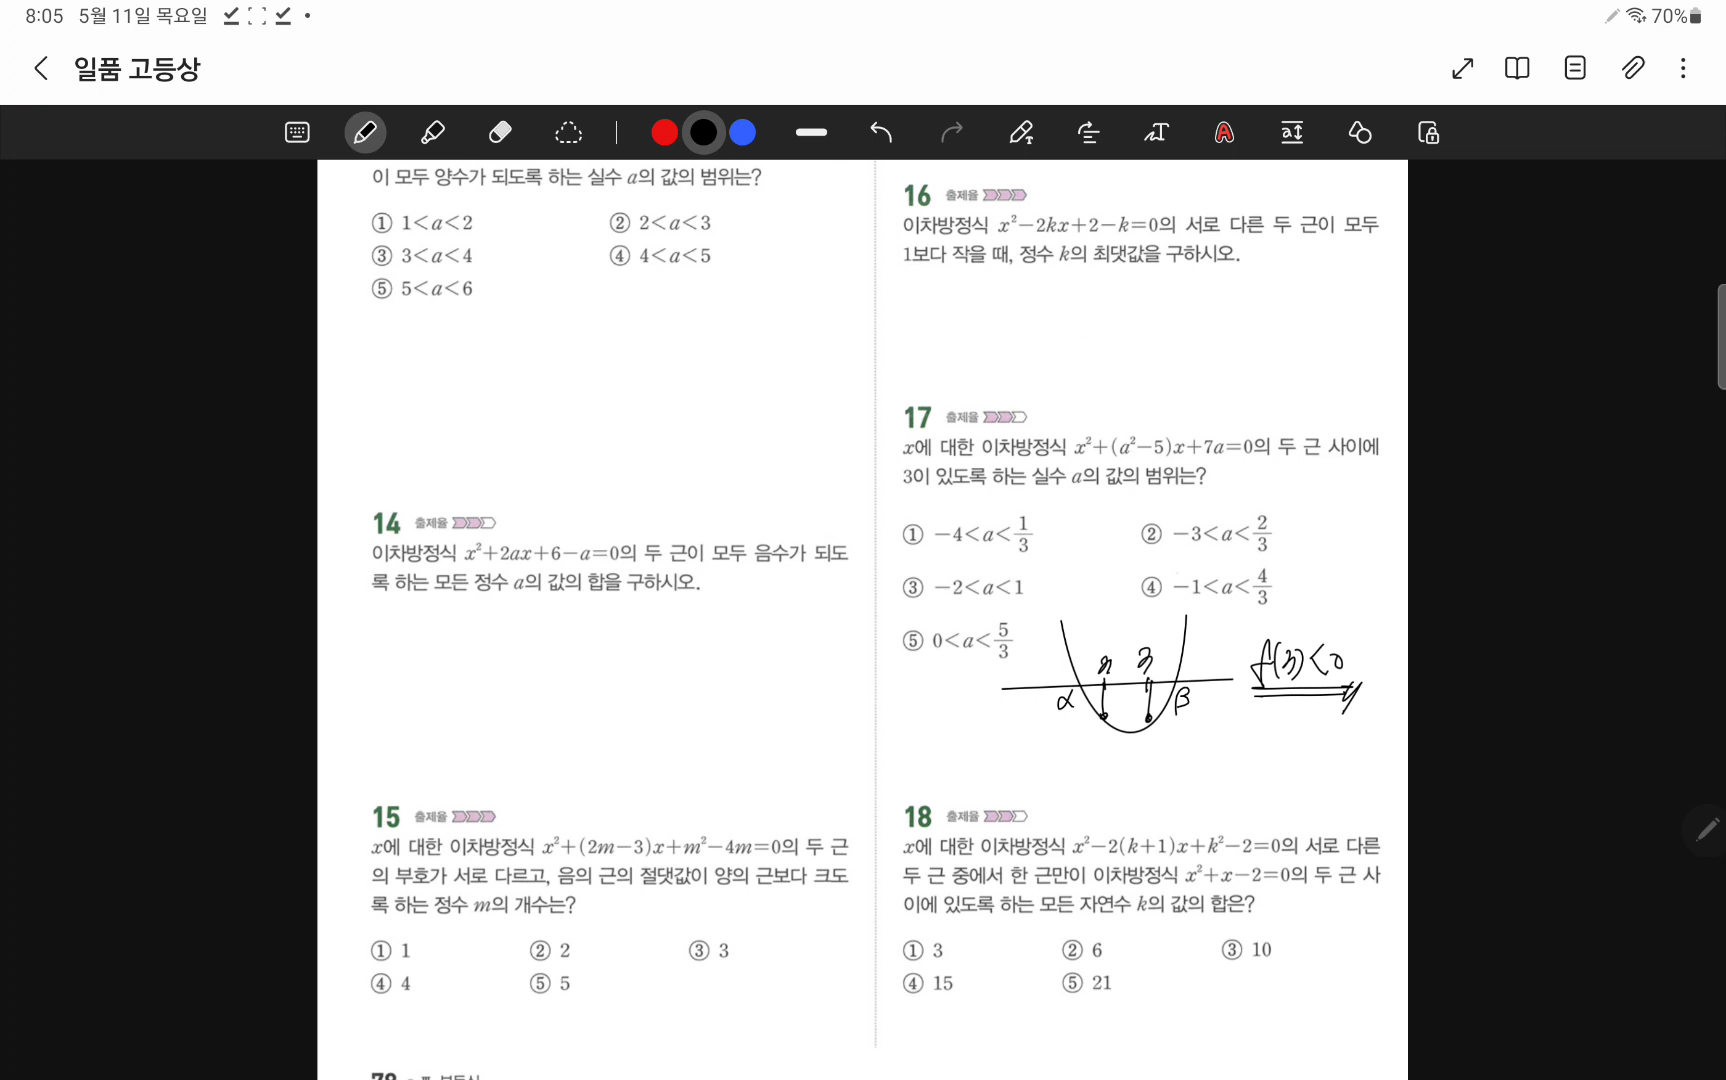 8:05 5월 11일 목요일
70%
일품 고등상
이 모두 양수가 되도록 하는 실수 a의 값의 범위는?
① 1<a<2 ② 2<a<3
③ 3<a<4 ④ 4<a<5
⑤ 5<a<6
14 출제율
이차방정식 x²+2ax+6−a=0의 두 근이 모두 음수가 되도
록 하는 모든 정수 a의 값의 합을 구하시오.
15 출제율
x에 대한 이차방정식 x²+(2m−3)x+m²−4m=0의 두 근
의 부호가 서로 다르고, 음의 근의 절댓값이 양의 근보다 크도
록 하는 정수 m의 개수는?
① 1 ② 2 ③ 3
④ 4 ⑤ 5
16 출제율
이차방정식 x²−2kx+2−k=0의 서로 다른 두 근이 모두
1보다 작을 때, 정수 k의 최댓값을 구하시오.
17 출제율
x에 대한 이차방정식 x²+(a²−5)x+7a=0의 두 근 사이에
3이 있도록 하는 실수 a의 값의 범위는?
① −4<a<1/3 ② −3<a<2/3
③ −2<a<1 ④ −1<a<4/3
⑤ 0<a<5/3
3
α β
f(3)<0
18 출제율
x에 대한 이차방정식 x²−2(k+1)x+k²−2=0의 서로 다른
두 근 중에서 한 근만이 이차방정식 x²+x−2=0의 두 근 사
이에 있도록 하는 모든 자연수 k의 값의 합은?
① 3 ② 6 ③ 10
④ 15 ⑤ 21